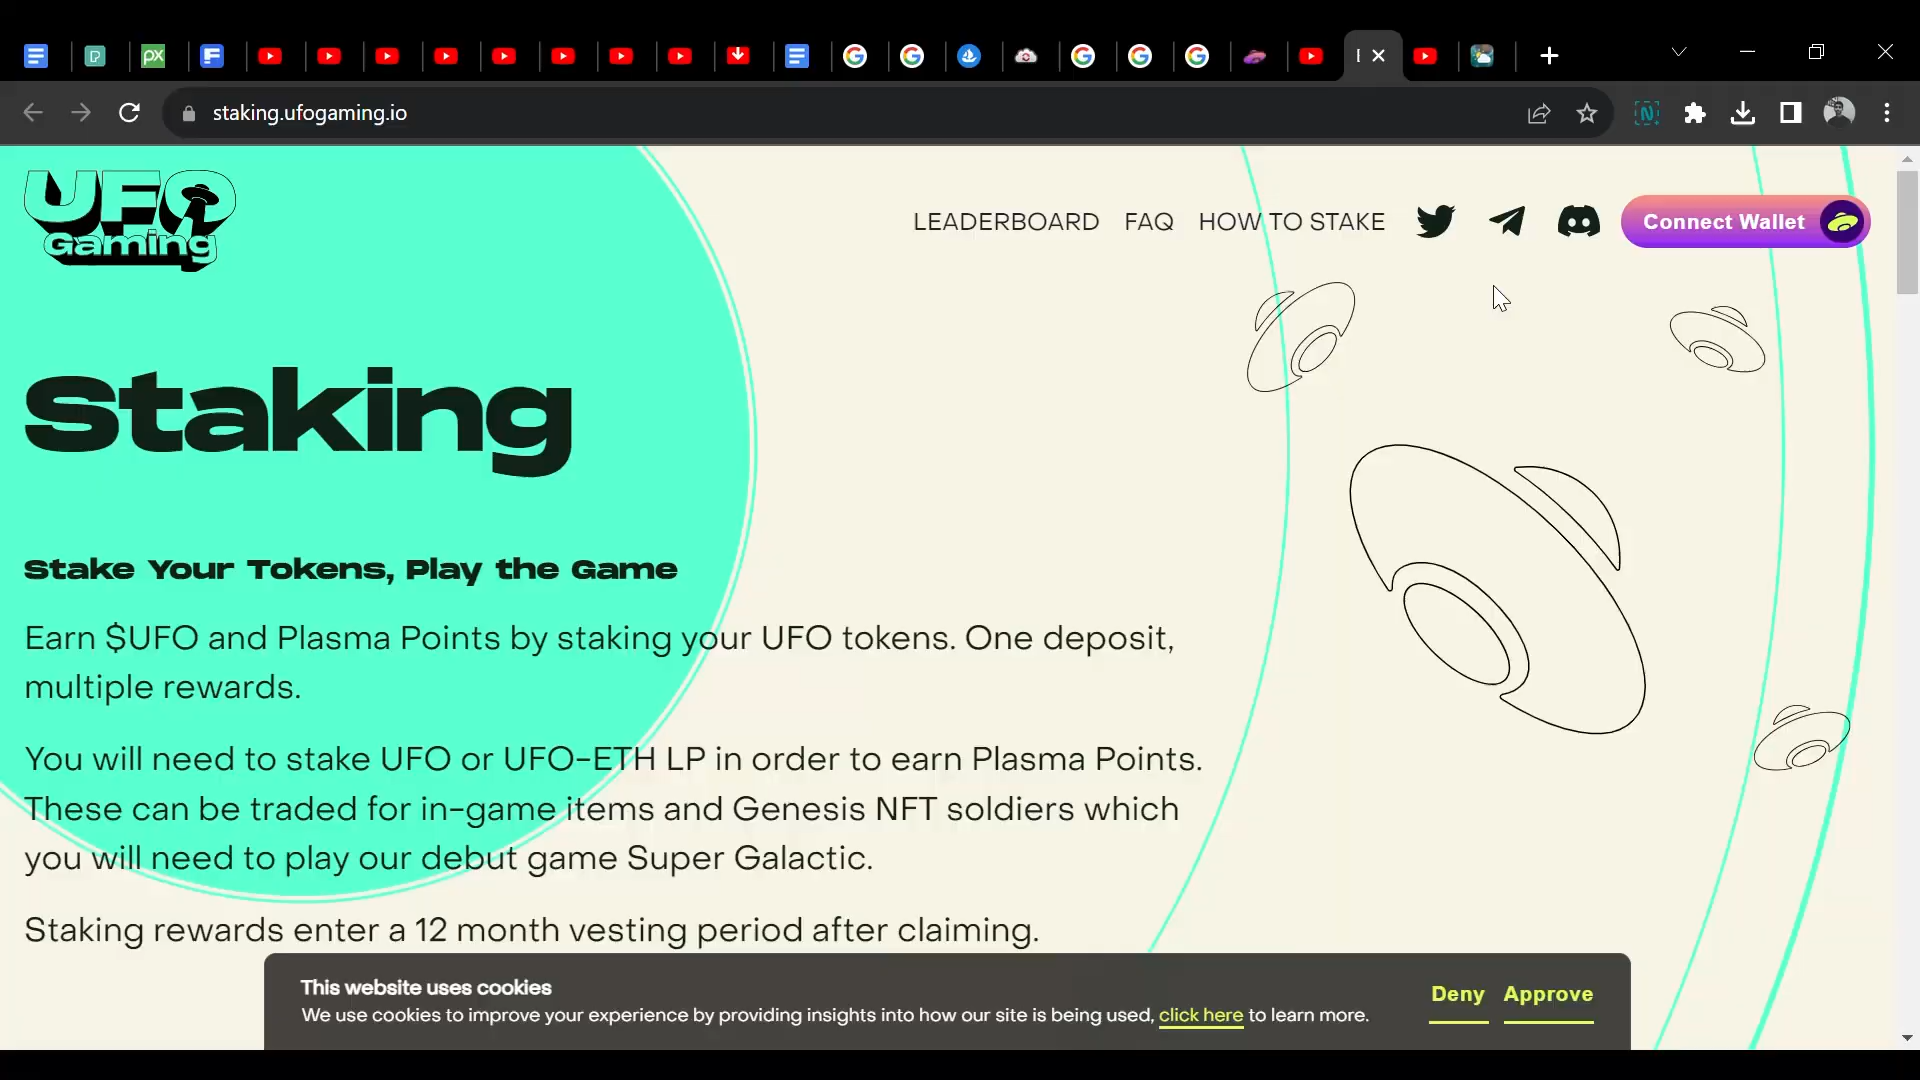 staking.ufogaming.io
UFO
Gaming
LEADERBOARD FAQ HOW TO STAKE
Connect Wallet
Staking
Stake Your Tokens, Play the Game
Earn $UFO and Plasma Points by staking your UFO tokens. One deposit,
multiple rewards.
You will need to stake UFO or UFO-ETH LP in order to earn Plasma Points.
These can be traded for in-game items and Genesis NFT soldiers which
you will need to play our debut game Super Galactic.
Staking rewards enter a 12 month vesting period after claiming.
This website uses cookies
We use cookies to improve your experience by providing insights into how our site is being used, click here to learn more.
Deny Approve